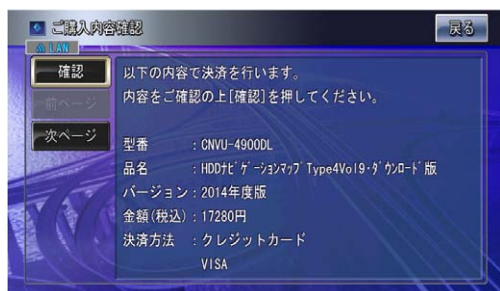 ご購入内容確認
戻る
LAN
確認
前ページ
次ページ
以下の内容で決済を行います。
内容をご確認の上[確認]を押してください。
型番 : CNVU-4900DL
品名 : HDDﾅﾋﾞｹﾞｰｼｮﾝﾏｯﾌﾟ Type4Vol9･ﾀﾞｳﾝﾛｰﾄﾞ版
バージョン : 2014年度版
金額(税込) : 17280円
決済方法 : クレジットカード
VISA